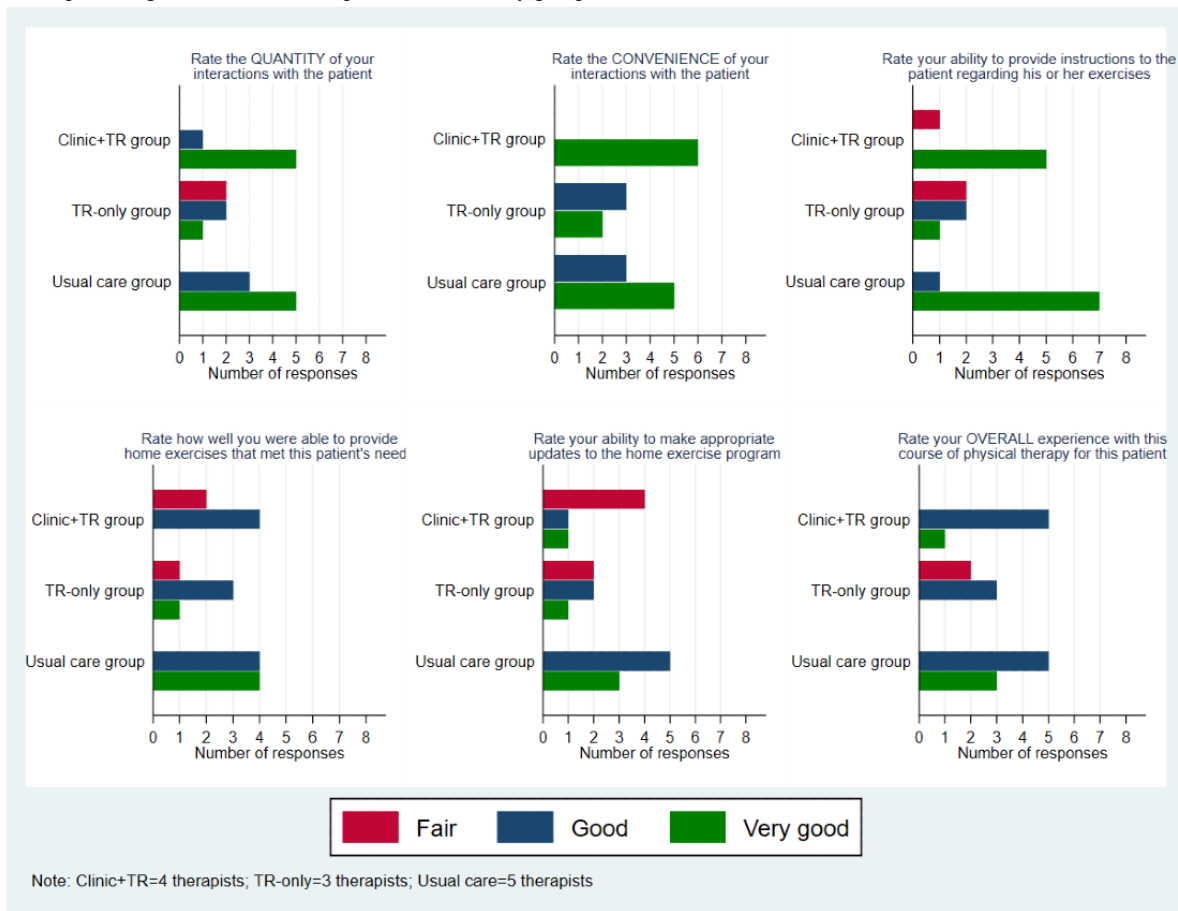 Rate the QUANTITY of your
interactions with the patient
Clinic+TR group
TR-only group
Usual care group
0 1 2 3 4 5 6 7 8
Number of responses
Rate the CONVENIENCE of your
interactions with the patient
Clinic+TR group
TR-only group
Usual care group
0 1 2 3 4 5 6 7 8
Number of responses
Rate your ability to provide instructions to the
patient regarding his or her exercises
Clinic+TR group
TR-only group
Usual care group
0 1 2 3 4 5 6 7 8
Number of responses
Rate how well you were able to provide
home exercises that met this patient's need
Clinic+TR group
TR-only group
Usual care group
0 1 2 3 4 5 6 7 8
Number of responses
Rate your ability to make appropriate
updates to the home exercise program
Clinic+TR group
TR-only group
Usual care group
0 1 2 3 4 5 6 7 8
Number of responses
Rate your OVERALL experience with this
course of physical therapy for this patient
Clinic+TR group
TR-only group
Usual care group
0 1 2 3 4 5 6 7 8
Number of responses
Fair Good Very good
Note: Clinic+TR=4 therapists; TR-only=3 therapists; Usual care=5 therapists